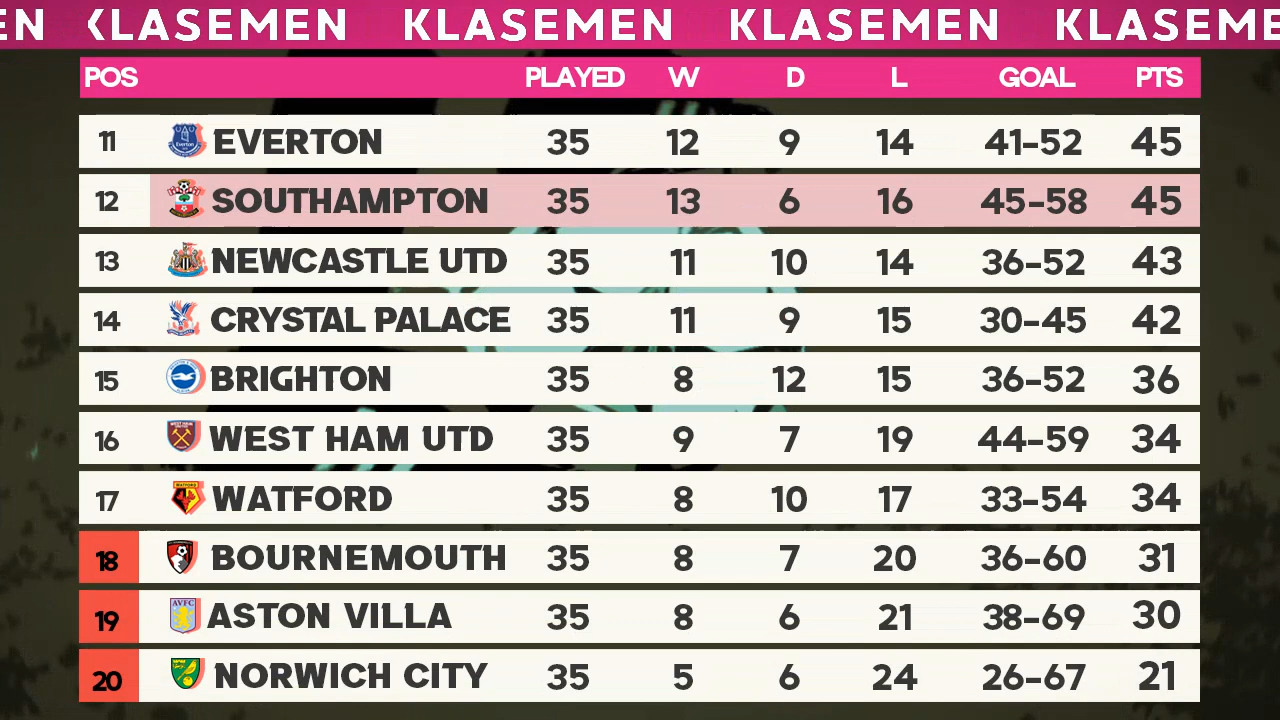 EN KLASEMEN KLASEMEN KLASEMEN KLASEME
POS PLAYED W D L GOAL PTS
11 EVERTON 35 12 9 14 41-52 45
12 SOUTHAMPTON 35 13 6 16 45-58 45
13 NEWCASTLE UTD 35 11 10 14 36-52 43
14 CRYSTAL PALACE 35 11 9 15 30-45 42
15 BRIGHTON 35 8 12 15 36-52 36
16 WEST HAM UTD 35 9 7 19 44-59 34
17 WATFORD 35 8 10 17 33-54 34
18 BOURNEMOUTH 35 8 7 20 36-60 31
19 AVFC ASTON VILLA 35 8 6 21 38-69 30
20 NORWICH CITY 35 5 6 24 26-67 21